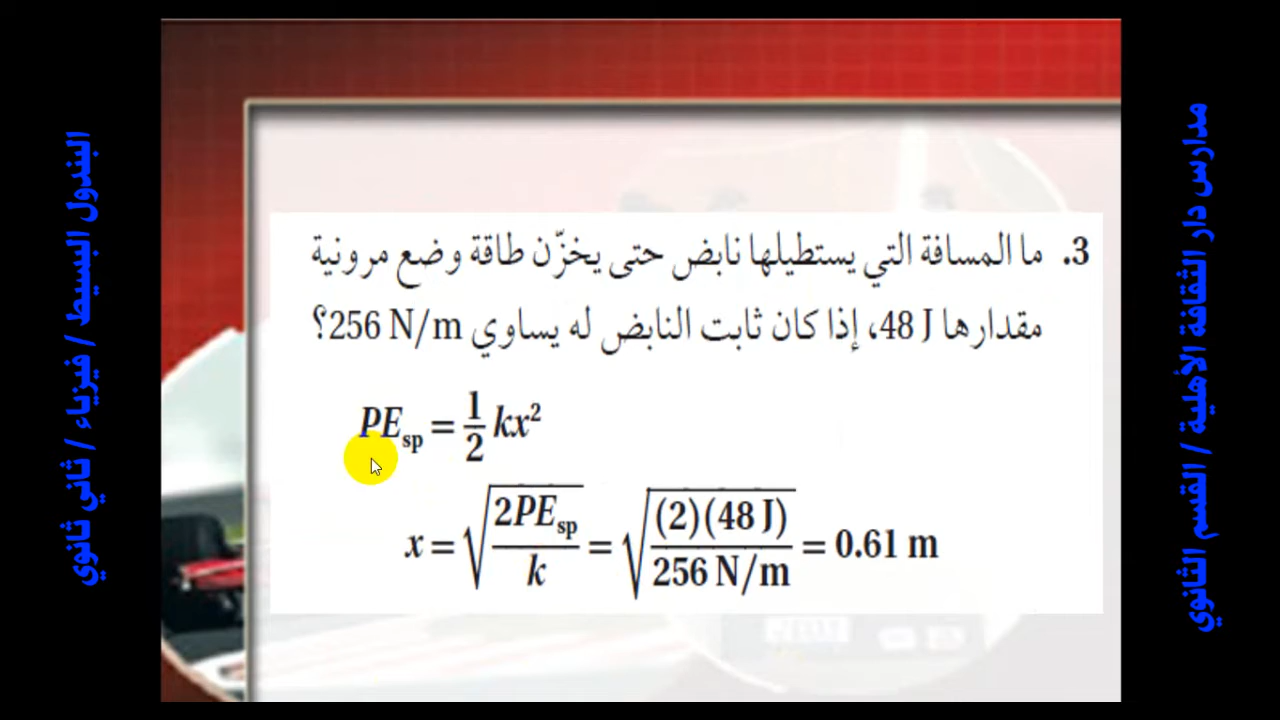 مدارس دار الثقافة الأهلية / القسم الثانوي
3. ما المسافة التي يستطيلها نابض حتى يخزّن طاقة وضع مرونية
مقدارها 48 J، إذا كان ثابت النابض له يساوي 256 N/m؟
PE_sp = 1/2 kx²
x = √(2PE_sp / k) = √((2)(48 J) / 256 N/m) = 0.61 m
البندول البسيط / فيزياء / ثاني ثانوي